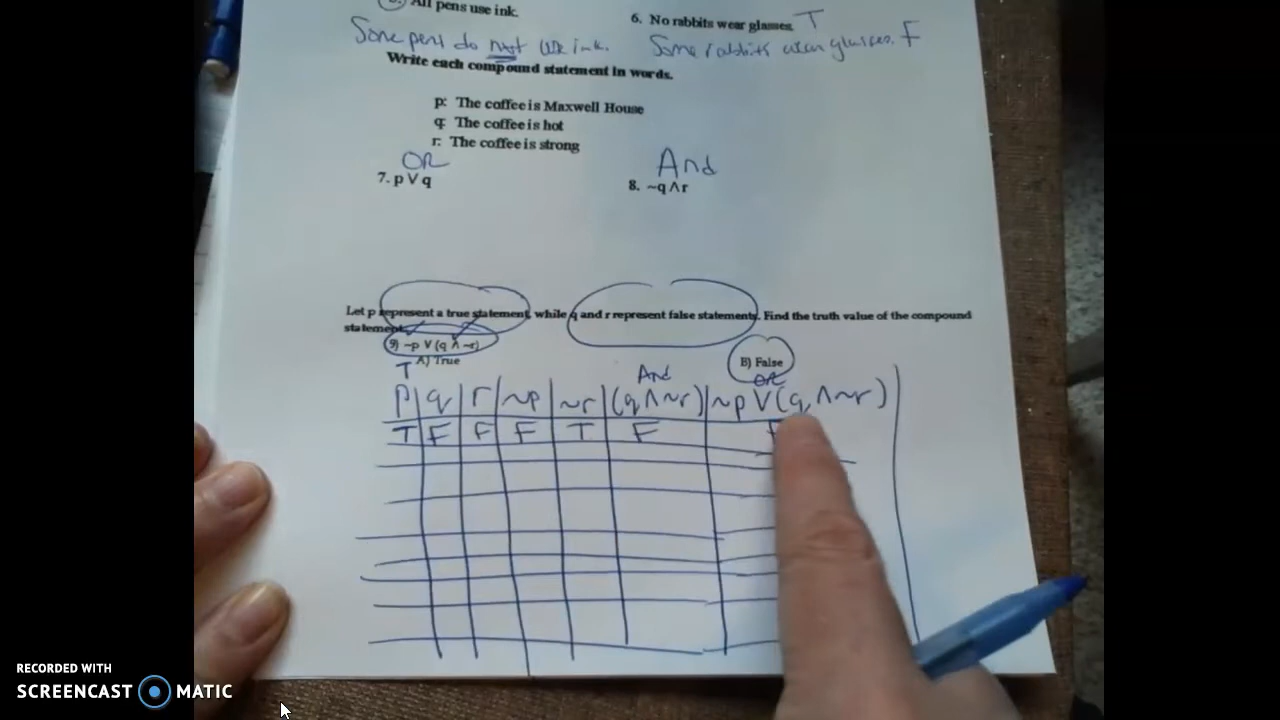 All pens use ink.
6. No rabbits wear glasses. T
Some pens do not use ink.
Some rabbits wear glasses. F
Write each compound statement in words.
p: The coffee is Maxwell House
q: The coffee is hot
r: The coffee is strong
OR
And
7. p V q
8. ~q Λ r
Let p represent a true statement, while q and r represent false statements. Find the truth value of the compound
statement.
9) ~p V (q Λ ~r)
A) True
B) False
T
And
OR
p q r ~p ~r (q Λ ~r) ~p V (q Λ ~r)
T F F F T F F
RECORDED WITH
SCREENCAST MATIC